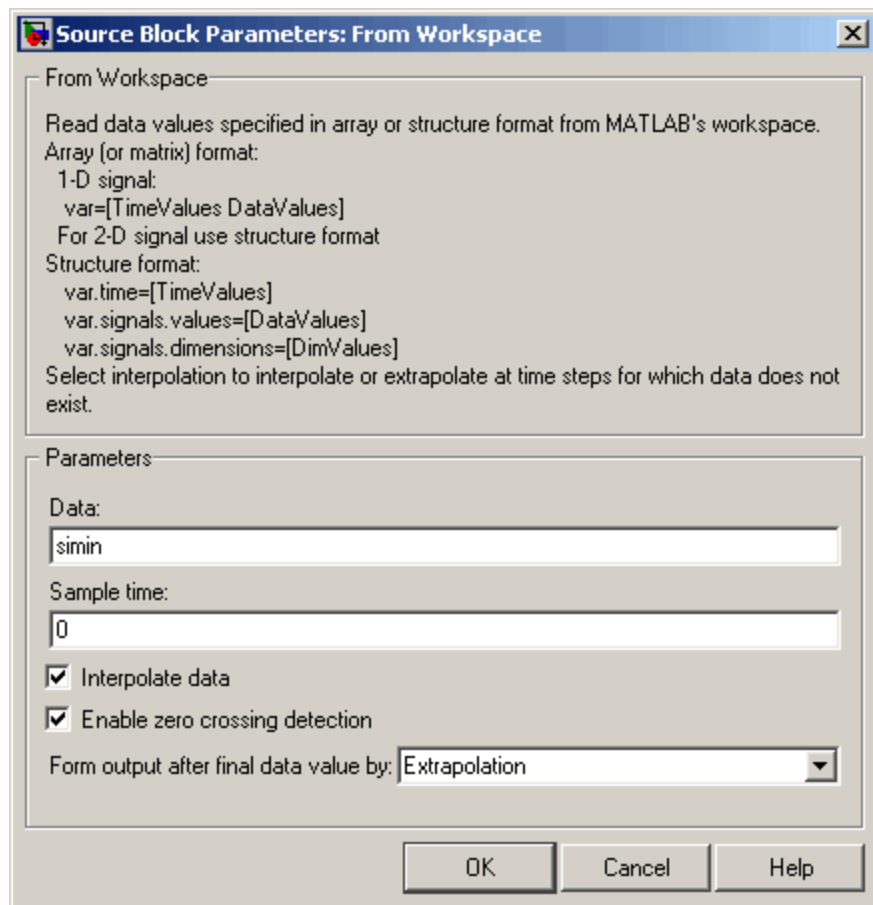 Source Block Parameters: From Workspace
From Workspace
Read data values specified in array or structure format from MATLAB's workspace.
Array (or matrix) format:
1-D signal:
var=[TimeValues DataValues]
For 2-D signal use structure format
Structure format:
var.time=[TimeValues]
var.signals.values=[DataValues]
var.signals.dimensions=[DimValues]
Select interpolation to interpolate or extrapolate at time steps for which data does not
exist.
Parameters
Data:
simin
Sample time:
0
Interpolate data
Enable zero crossing detection
Form output after final data value by: Extrapolation
OK Cancel Help